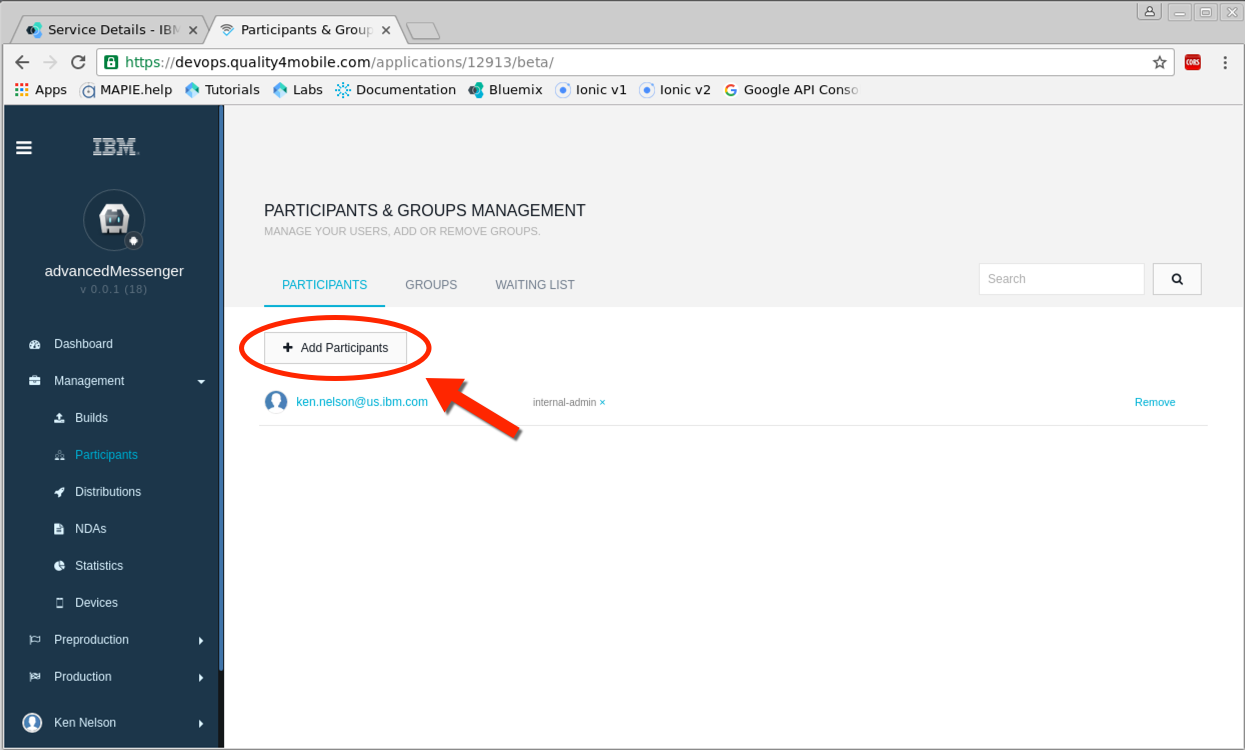 Service Details - IBM
Participants & Group
https://devops.quality4mobile.com/applications/12913/beta/
CORS
Apps MAPIE.help Tutorials Labs Documentation Bluemix Ionic v1 Ionic v2 Google API Conso
IBM
advancedMessenger
v 0.0.1 (18)
Dashboard
Management
Builds
Participants
Distributions
NDAs
Statistics
Devices
Preproduction
Production
Ken Nelson
PARTICIPANTS & GROUPS MANAGEMENT
MANAGE YOUR USERS, ADD OR REMOVE GROUPS.
PARTICIPANTS GROUPS WAITING LIST
Search
Add Participants
ken.nelson@us.ibm.com internal-admin × Remove